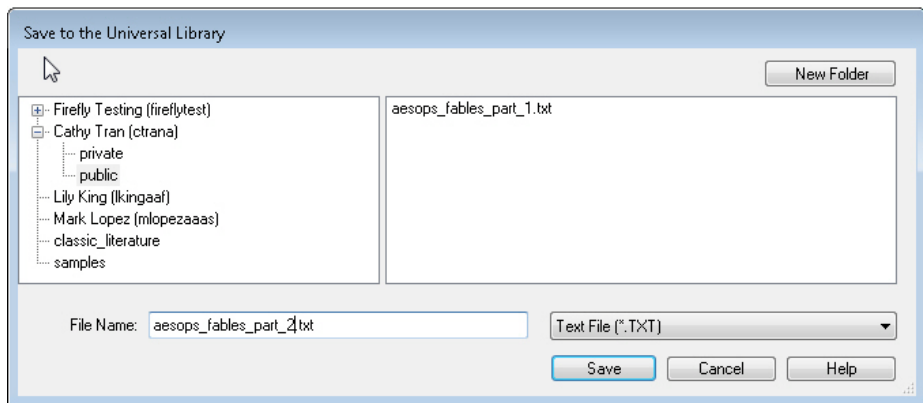 Save to the Universal Library
New Folder
Firefly Testing (fireflytest)
Cathy Tran (ctrana)
private
public
Lily King (lkingaaf)
Mark Lopez (mlopezaaas)
classic_literature
samples
aesops_fables_part_1.txt
File Name: aesops_fables_part_2.txt Text File (*.TXT)
Save Cancel Help